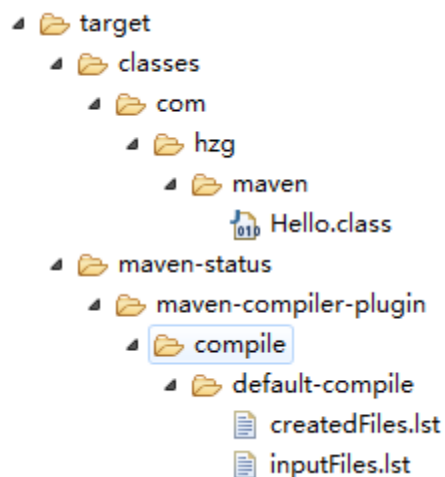 target
classes
com
hzg
maven
Hello.class
maven-status
maven-compiler-plugin
compile
default-compile
createdFiles.lst
inputFiles.lst